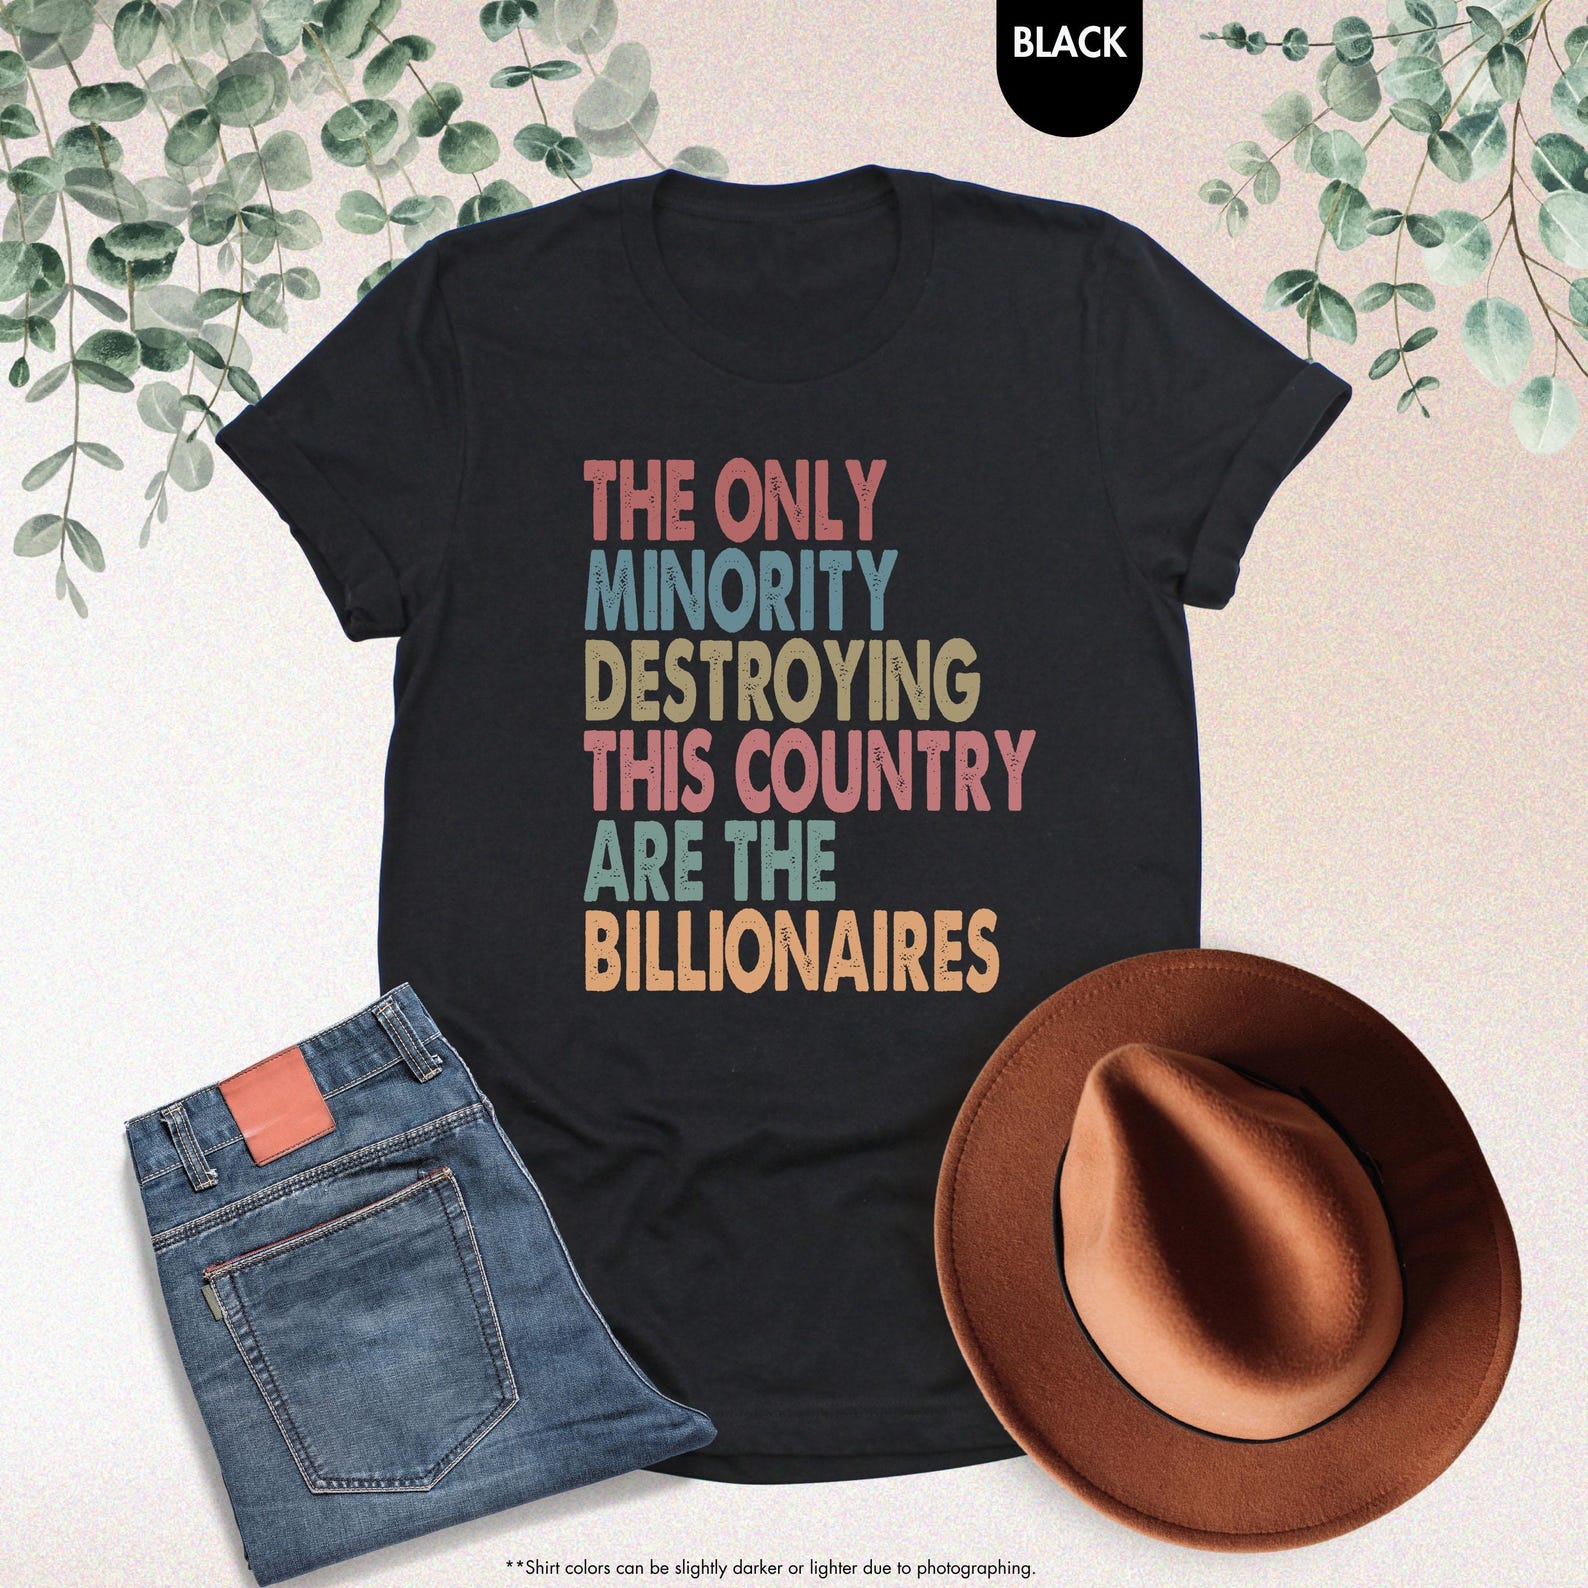 BLACK
THE ONLY
MINORITY
DESTROYING
THIS COUNTRY
ARE THE
BILLIONAIRES
**Shirt colors can be slightly darker or lighter due to photographing.